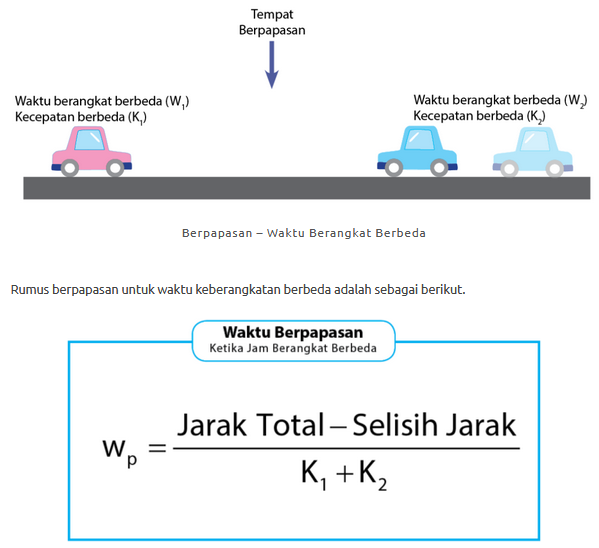 Tempat
Berpapasan
Waktu berangkat berbeda (W₁)
Kecepatan berbeda (K₁)
Waktu berangkat berbeda (W₂)
Kecepatan berbeda (K₂)
Berpapasan – Waktu Berangkat Berbeda
Rumus berpapasan untuk waktu keberangkatan berbeda adalah sebagai berikut.
Waktu Berpapasan
Ketika Jam Berangkat Berbeda
Jarak Total – Selisih Jarak
wₚ =
K₁ + K₂